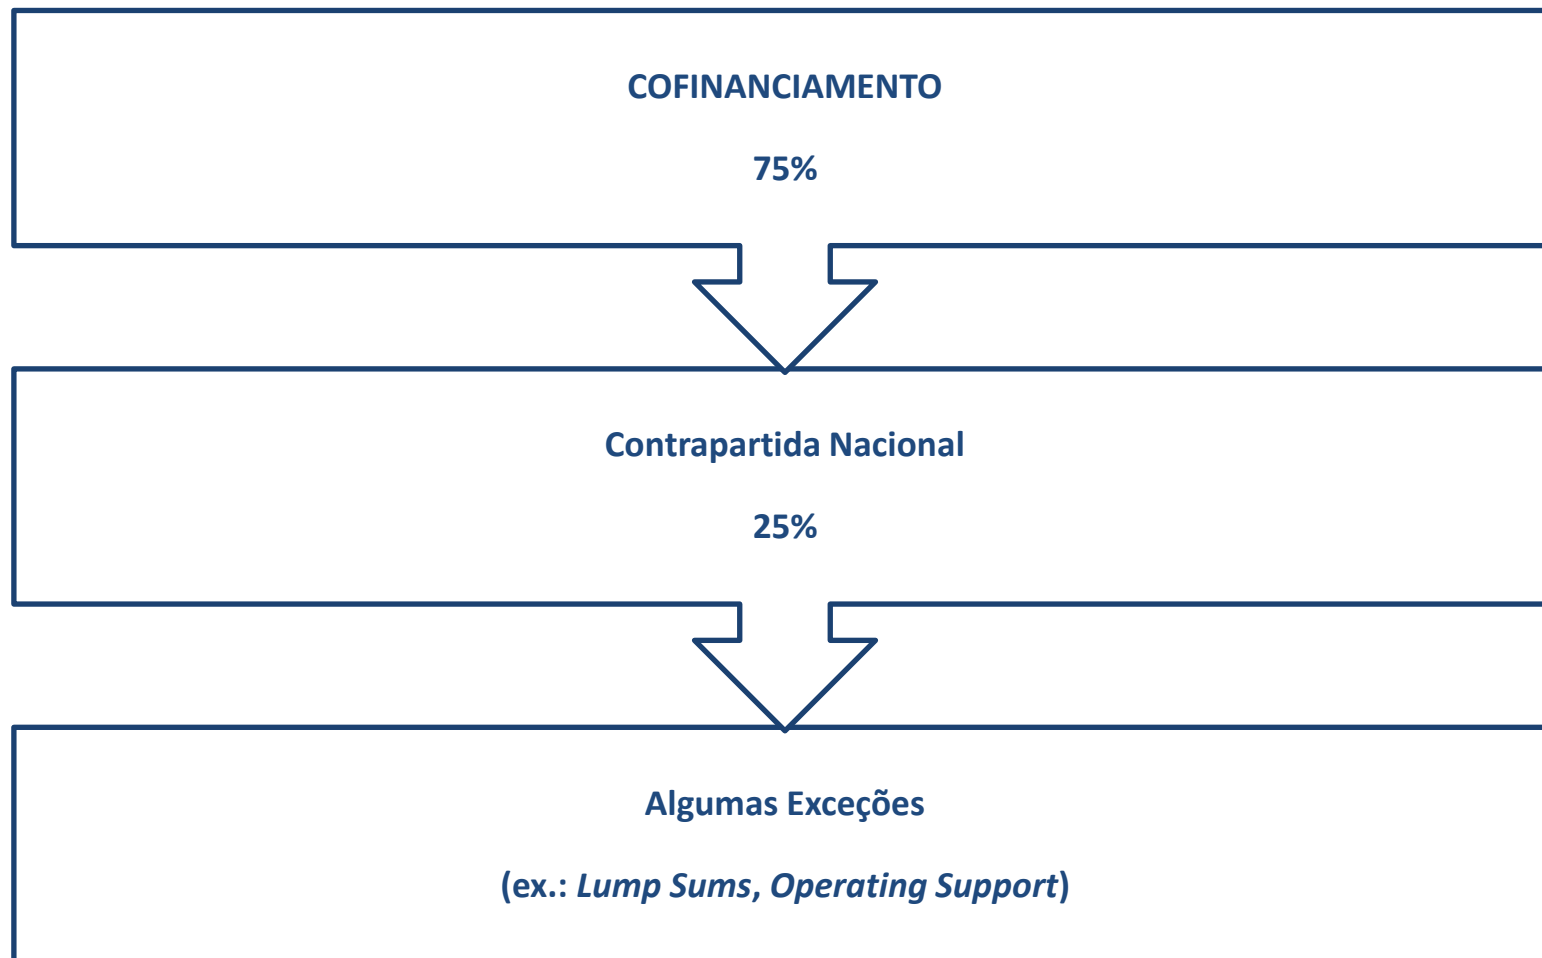 COFINANCIAMENTO
75%
Contrapartida Nacional
25%
Algumas Exceções
(ex.: Lump Sums, Operating Support)